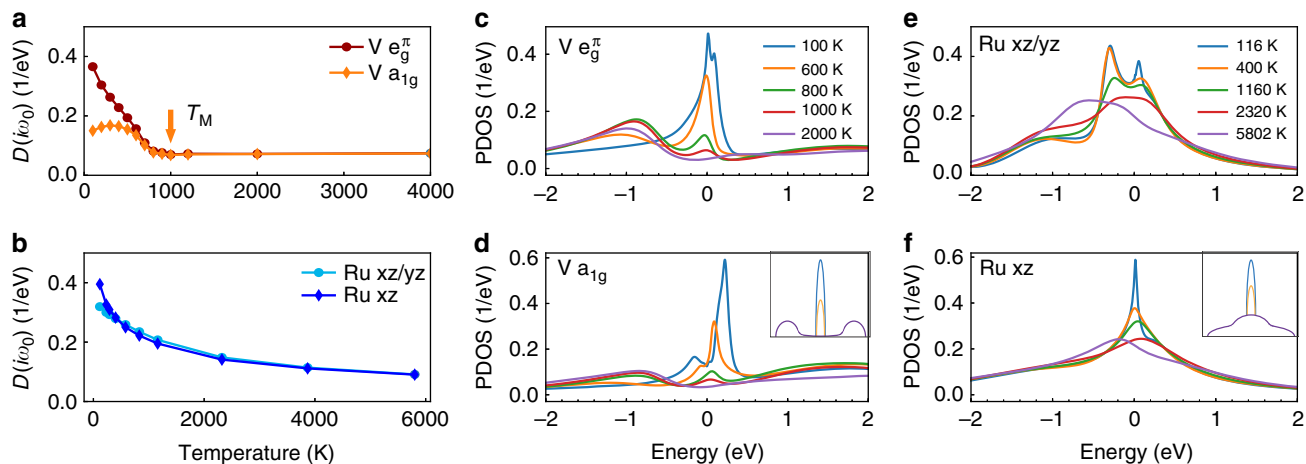 a
D(iω₀) (1/eV)
0.4
0.2
0.0
V e_g^π
V a_1g
T_M
0 1000 2000 3000 4000
b
D(iω₀) (1/eV)
0.6
0.4
0.2
0.0
Ru xz/yz
Ru xz
0 2000 4000 6000
Temperature (K)
c
V e_g^π
PDOS (1/eV)
0.4
0.2
0.0
100 K
600 K
800 K
1000 K
2000 K
−2 −1 0 1 2
d
V a_1g
PDOS (1/eV)
0.6
0.4
0.2
0.0
−2 −1 0 1 2
Energy (eV)
e
Ru xz/yz
PDOS (1/eV)
0.4
0.2
0.0
116 K
400 K
1160 K
2320 K
5802 K
−2 −1 0 1 2
f
Ru xz
PDOS (1/eV)
0.6
0.4
0.2
0.0
−2 −1 0 1 2
Energy (eV)